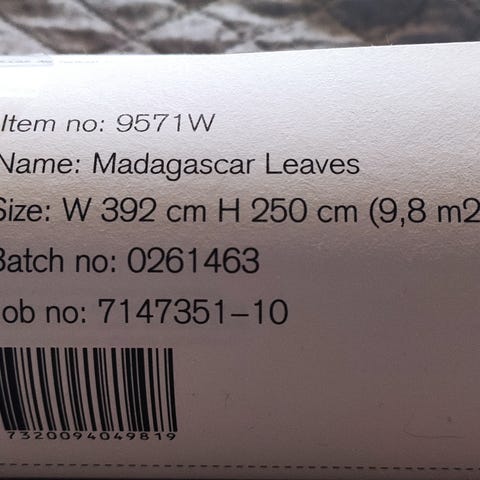 Item no: 9571W
Name: Madagascar Leaves
Size: W 392 cm H 250 cm (9,8 m2
Batch no: 0261463
ob no: 7147351-10
7320094049819